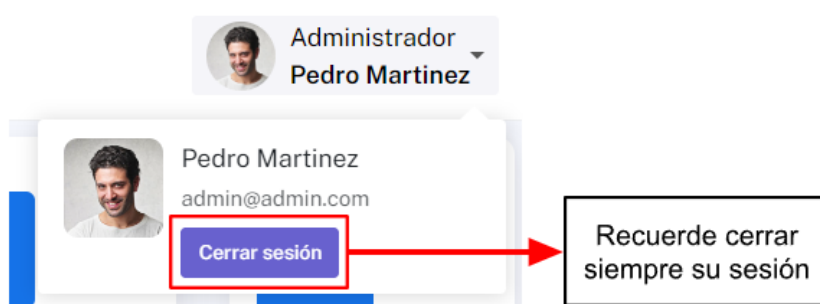 Administrador
Pedro Martinez
Pedro Martinez
admin@admin.com
Cerrar sesión
Recuerde cerrar
siempre su sesión